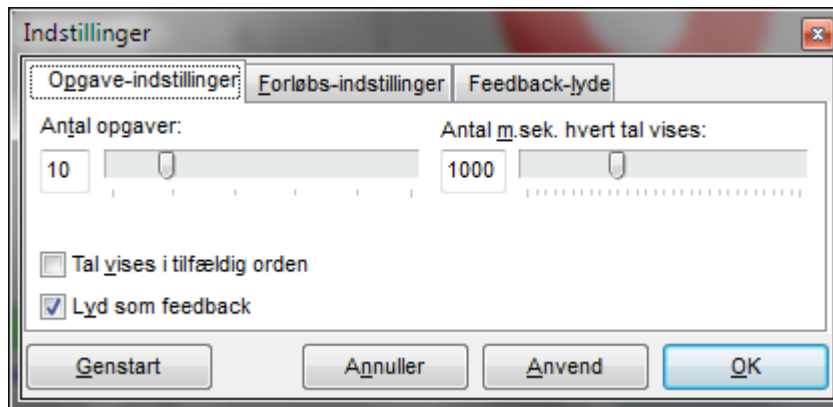 Indstillinger
Opgave-indstillinger Forløbs-indstillinger Feedback-lyde
Antal opgaver: Antal m.sek. hvert tal vises:
10 1000
Tal vises i tilfældig orden
Lyd som feedback
Genstart Annuller Anvend OK